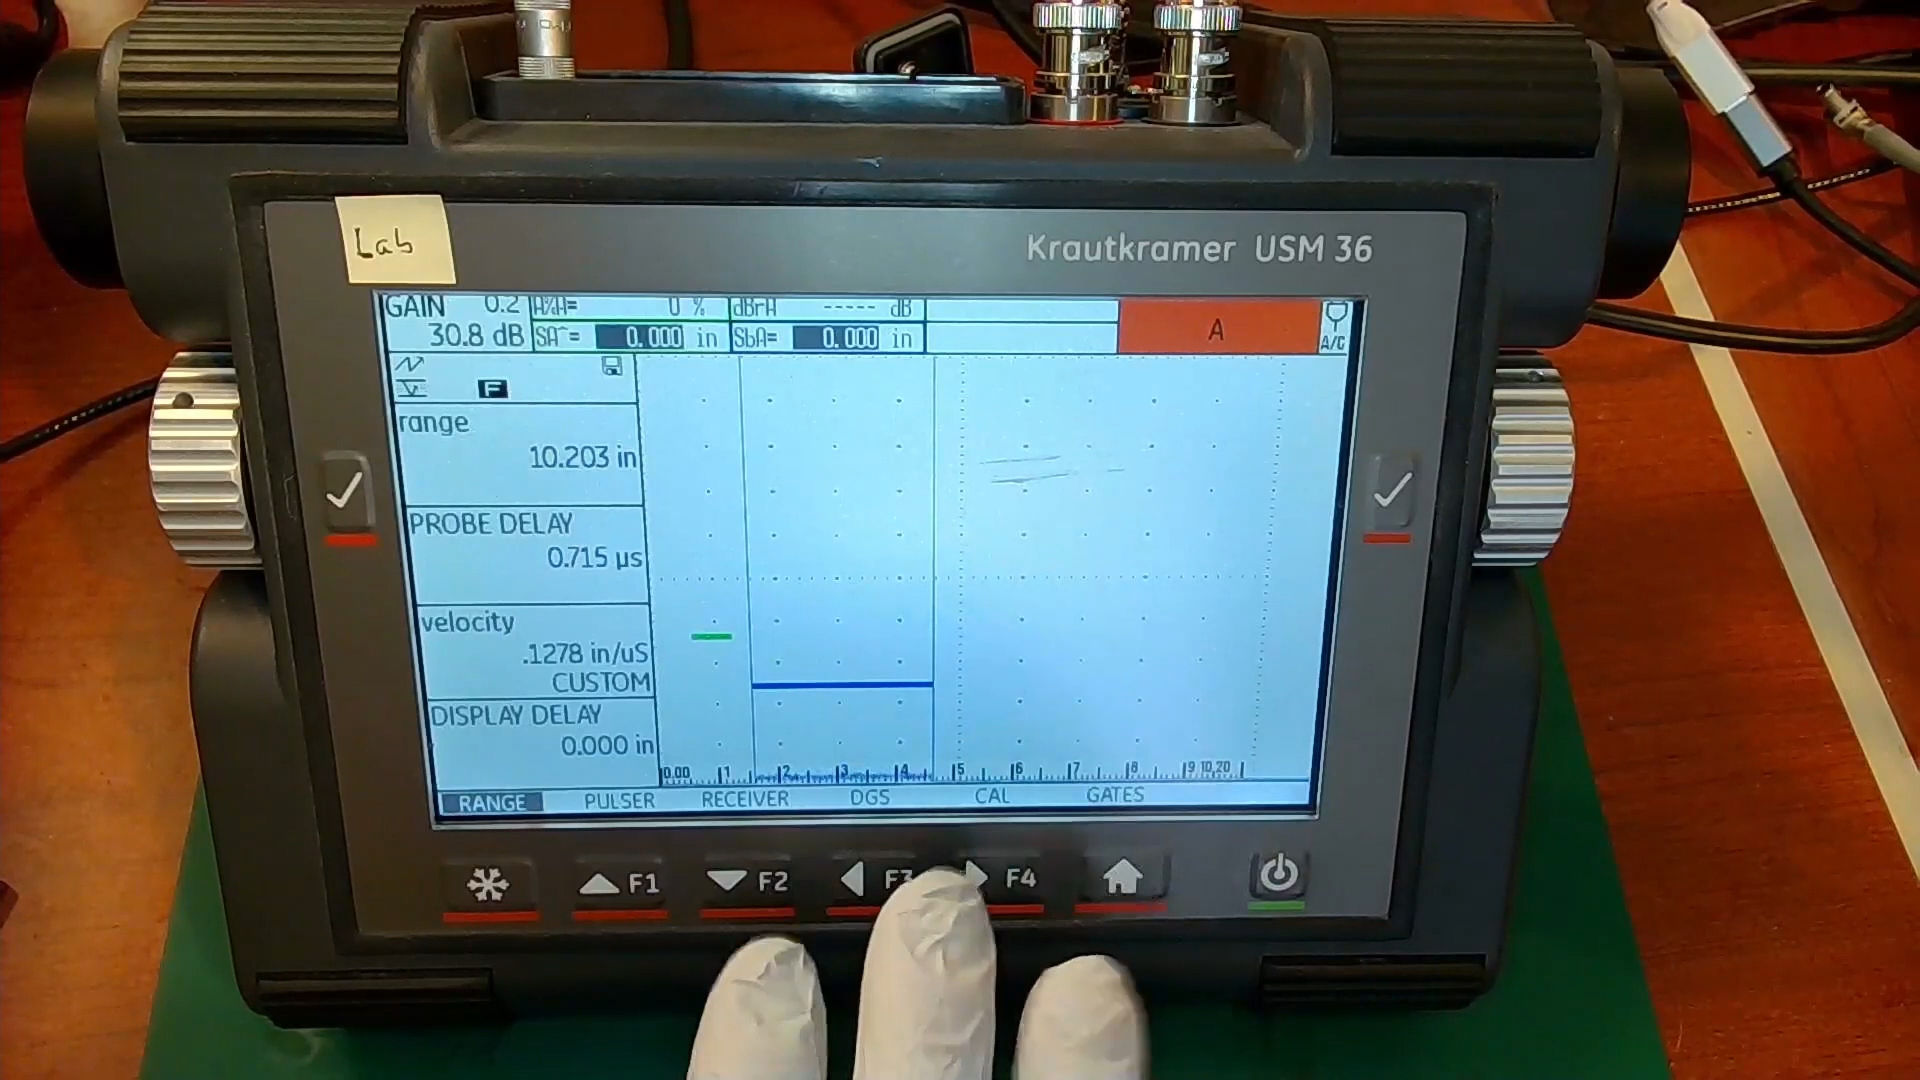 Lab
Krautkramer USM 36
GAIN 0.2 A%A= 0 % dBrA ----- dB
30.8 dB SA^= 0.000 in SbA= 0.000 in A A/C
F
range
10.203 in
PROBE DELAY
0.715 µs
velocity
.1278 in/uS
CUSTOM
DISPLAY DELAY
0.000 in
0.00 1 2 3 4 5 6 7 8 9 10.20
RANGE PULSER RECEIVER DGS CAL GATES
F1 F2 F3 F4